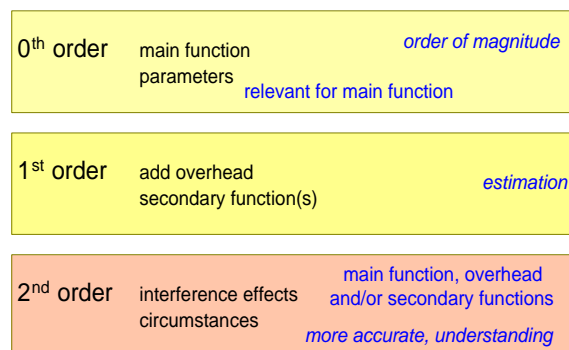 0th order main function order of magnitude
parameters relevant for main function
1st order add overhead
secondary function(s) estimation
main function, overhead
2nd order interference effects and/or secondary functions
circumstances more accurate, understanding